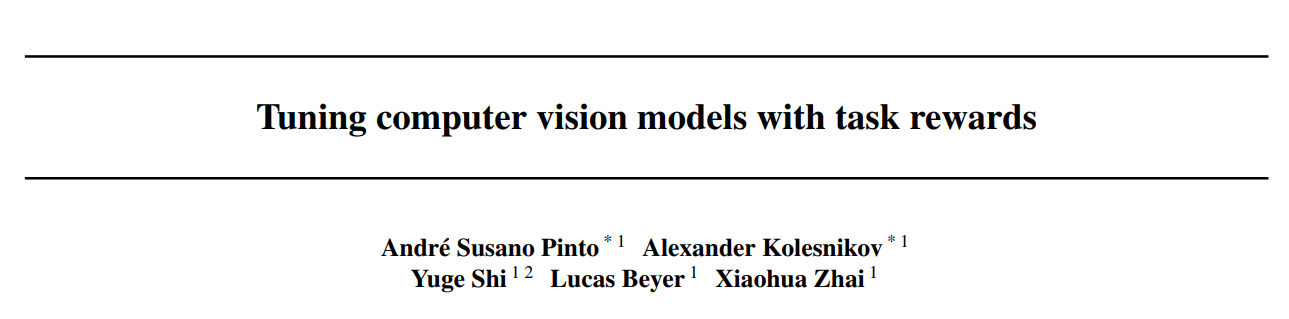 Tuning computer vision models with task rewards
André Susano Pinto * 1 Alexander Kolesnikov * 1
Yuge Shi 1 2 Lucas Beyer 1 Xiaohua Zhai 1